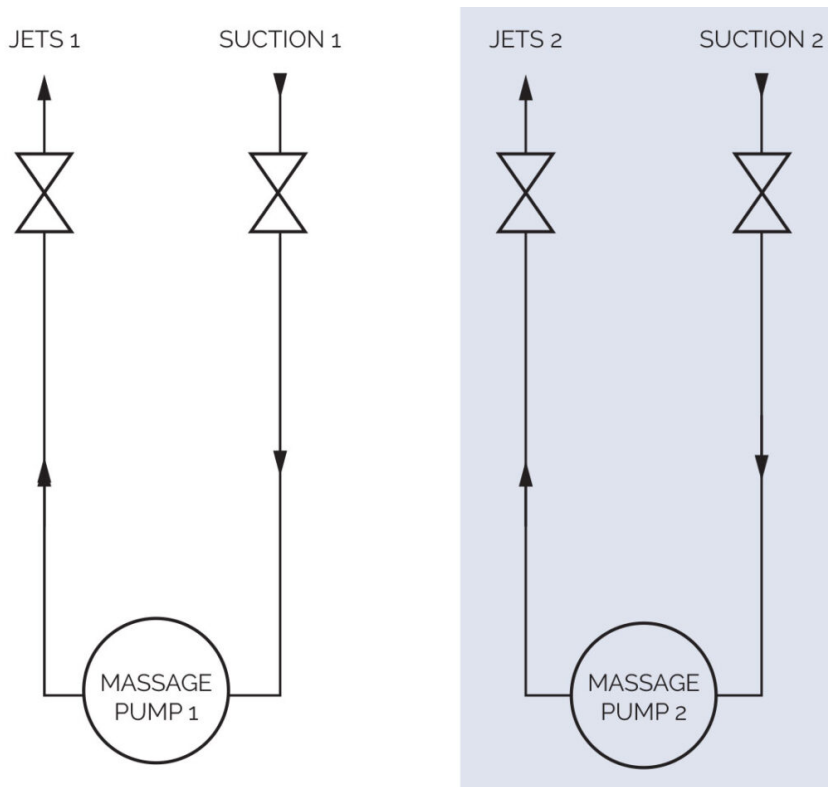 JETS 1
SUCTION 1
JETS 2
SUCTION 2
MASSAGE
PUMP 1
MASSAGE
PUMP 2